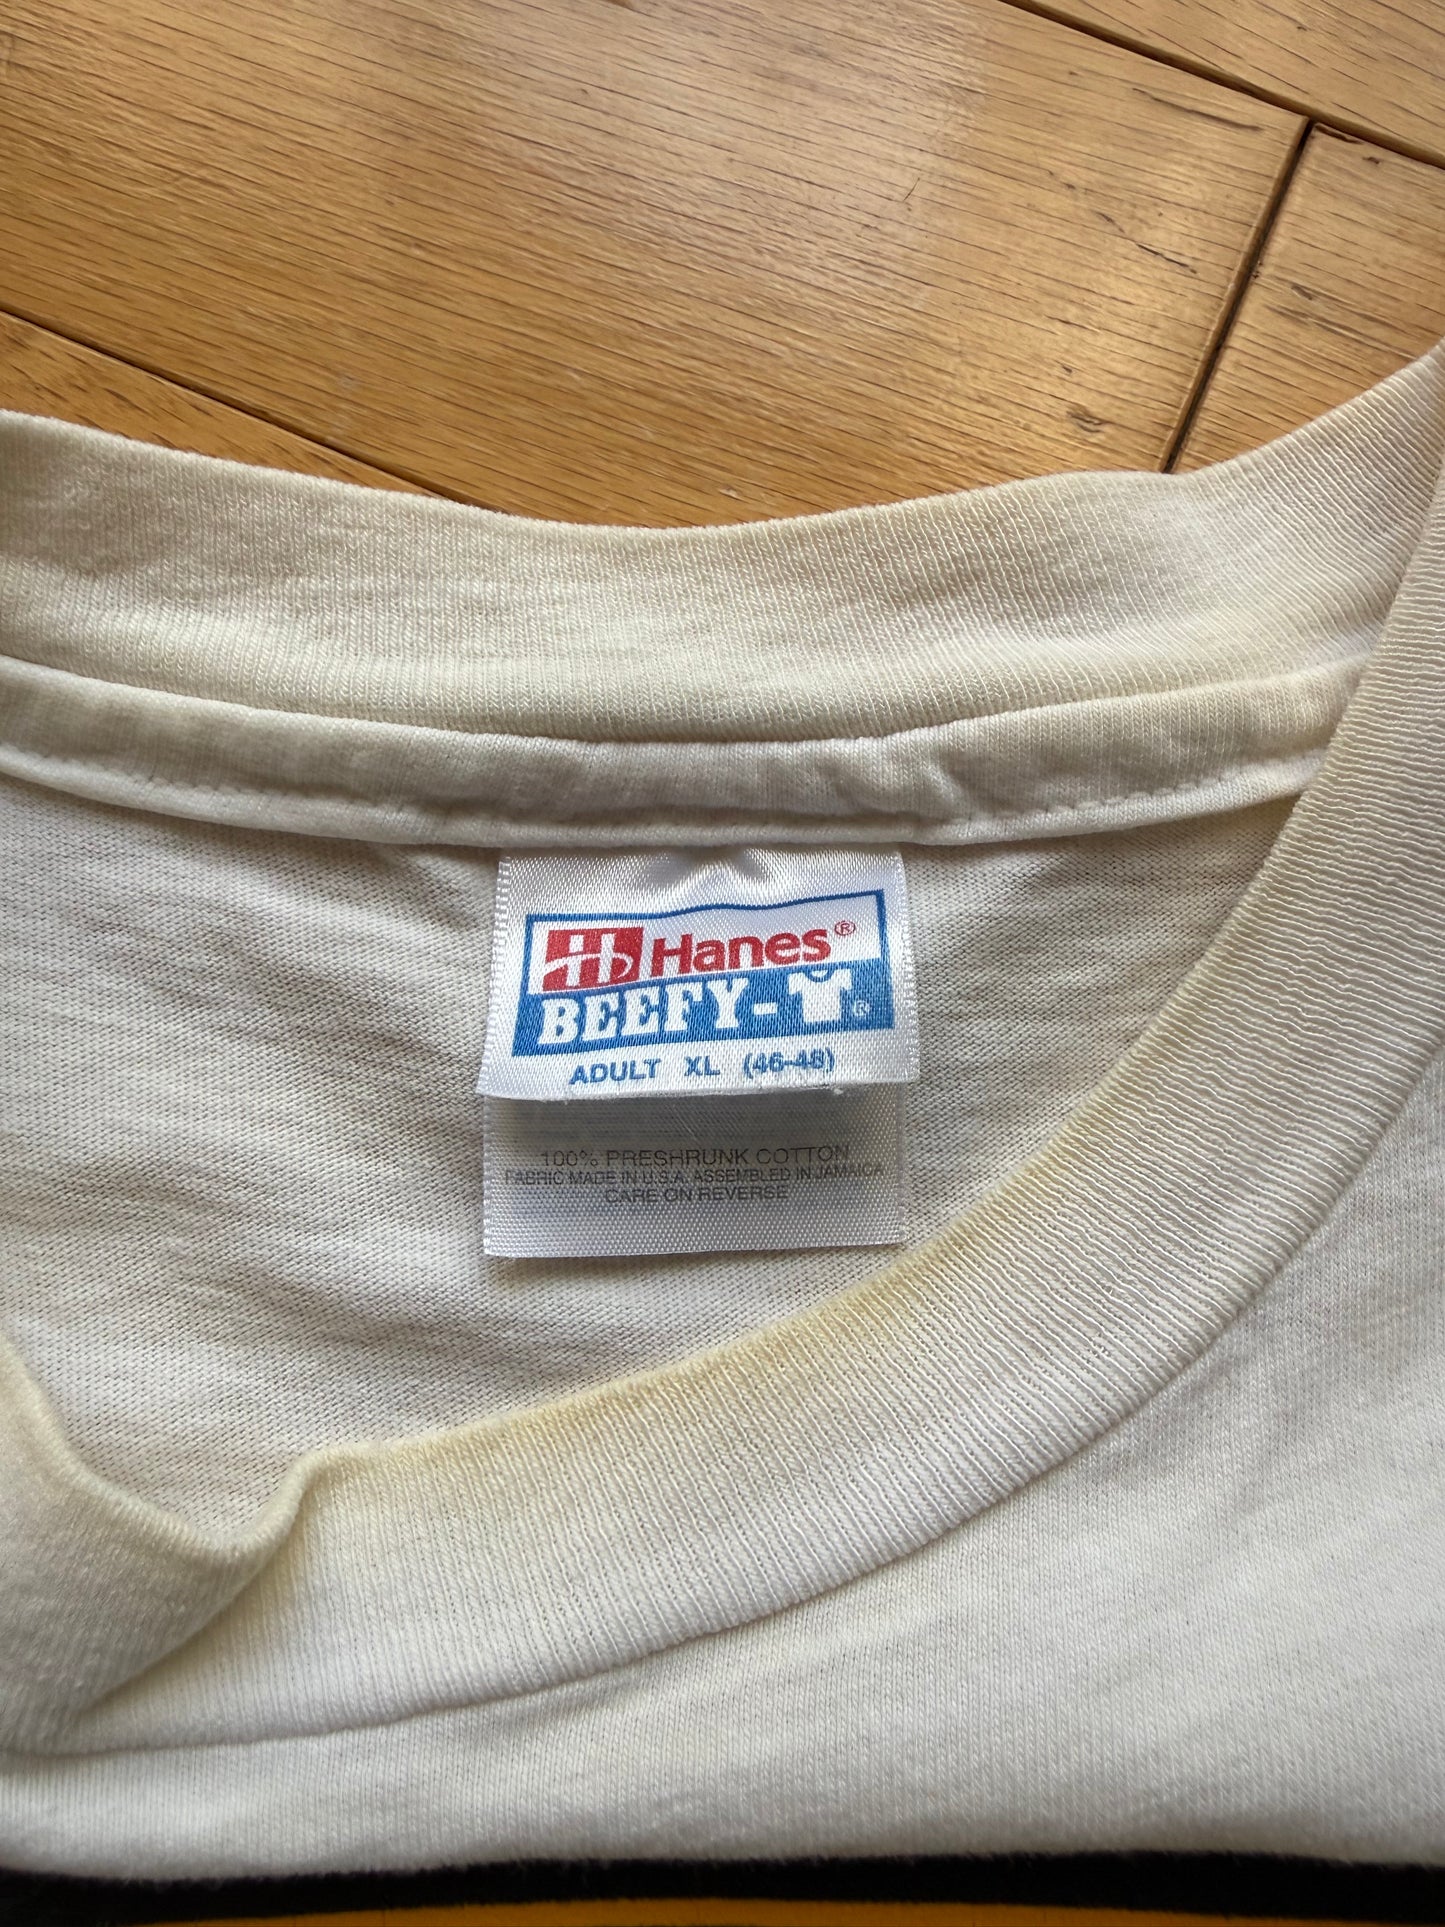 Hanes®
BEEFY-T®
ADULT XL (46-48)
100% PRESHRUNK COTTON
FABRIC MADE IN U.S.A. ASSEMBLED IN JAMAICA
CARE ON REVERSE